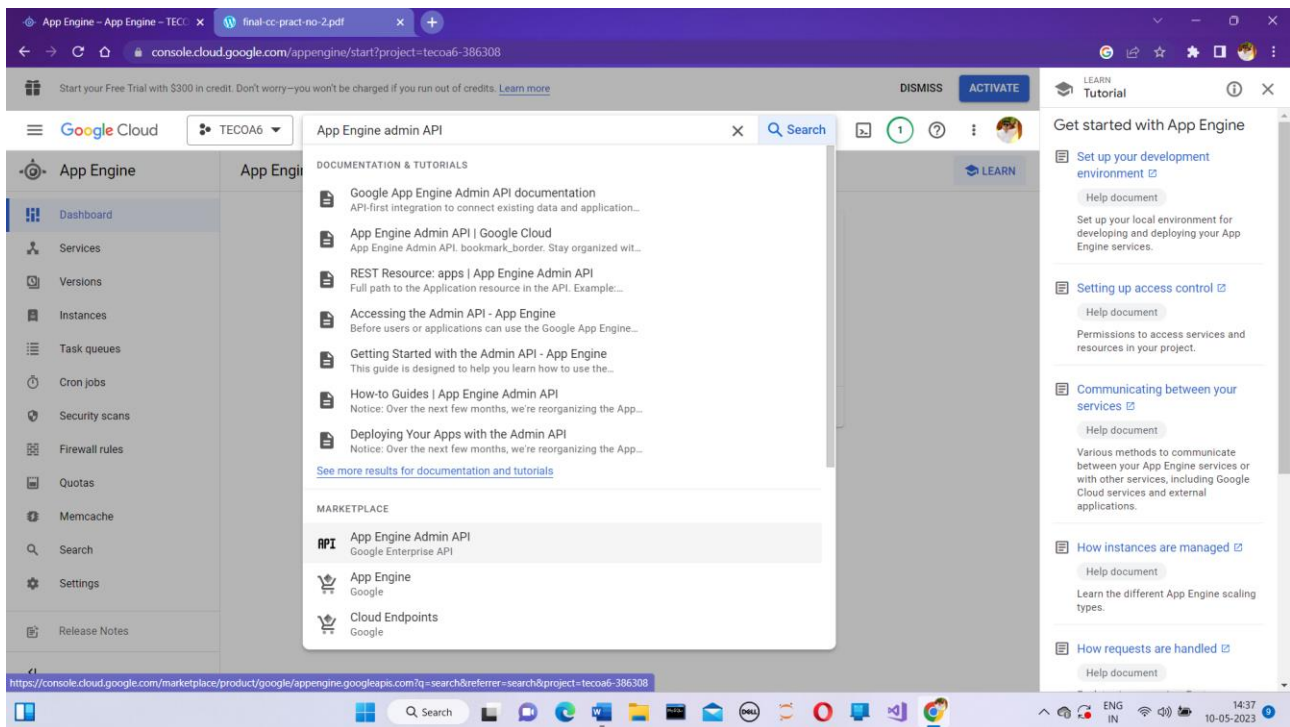 App Engine – App Engine – TECO
final-cc-pract-no-2.pdf
console.cloud.google.com/appengine/start?project=tecoa6-386308
Start your Free Trial with $300 in credit. Don't worry—you won't be charged if you run out of credits. Learn more
DISMISS
ACTIVATE
Google Cloud
TECOA6
App Engine admin API
Search
1
App Engine
App Engi
LEARN
Dashboard
Services
Versions
Instances
Task queues
Cron jobs
Security scans
Firewall rules
Quotas
Memcache
Search
Settings
Release Notes
DOCUMENTATION & TUTORIALS
Google App Engine Admin API documentation
API-first integration to connect existing data and application...
App Engine Admin API | Google Cloud
App Engine Admin API. bookmark_border. Stay organized wit...
REST Resource: apps | App Engine Admin API
Full path to the Application resource in the API. Example:...
Accessing the Admin API - App Engine
Before users or applications can use the Google App Engine...
Getting Started with the Admin API - App Engine
This guide is designed to help you learn how to use the...
How-to Guides | App Engine Admin API
Notice: Over the next few months, we're reorganizing the App...
Deploying Your Apps with the Admin API
Notice: Over the next few months, we're reorganizing the App...
See more results for documentation and tutorials
MARKETPLACE
API
App Engine Admin API
Google Enterprise API
App Engine
Google
Cloud Endpoints
Google
LEARN
Tutorial
Get started with App Engine
Set up your development
environment
Help document
Set up your local environment for
developing and deploying your App
Engine services.
Setting up access control
Help document
Permissions to access services and
resources in your project.
Communicating between your
services
Help document
Various methods to communicate
between your App Engine services or
with other services, including Google
Cloud services and external
applications.
How instances are managed
Help document
Learn the different App Engine scaling
types.
How requests are handled
Help document
https://console.cloud.google.com/marketplace/product/google/appengine.googleapis.com?q=search&referrer=search&project=tecoa6-386308
Search
ENG
IN
14:37
10-05-2023
9